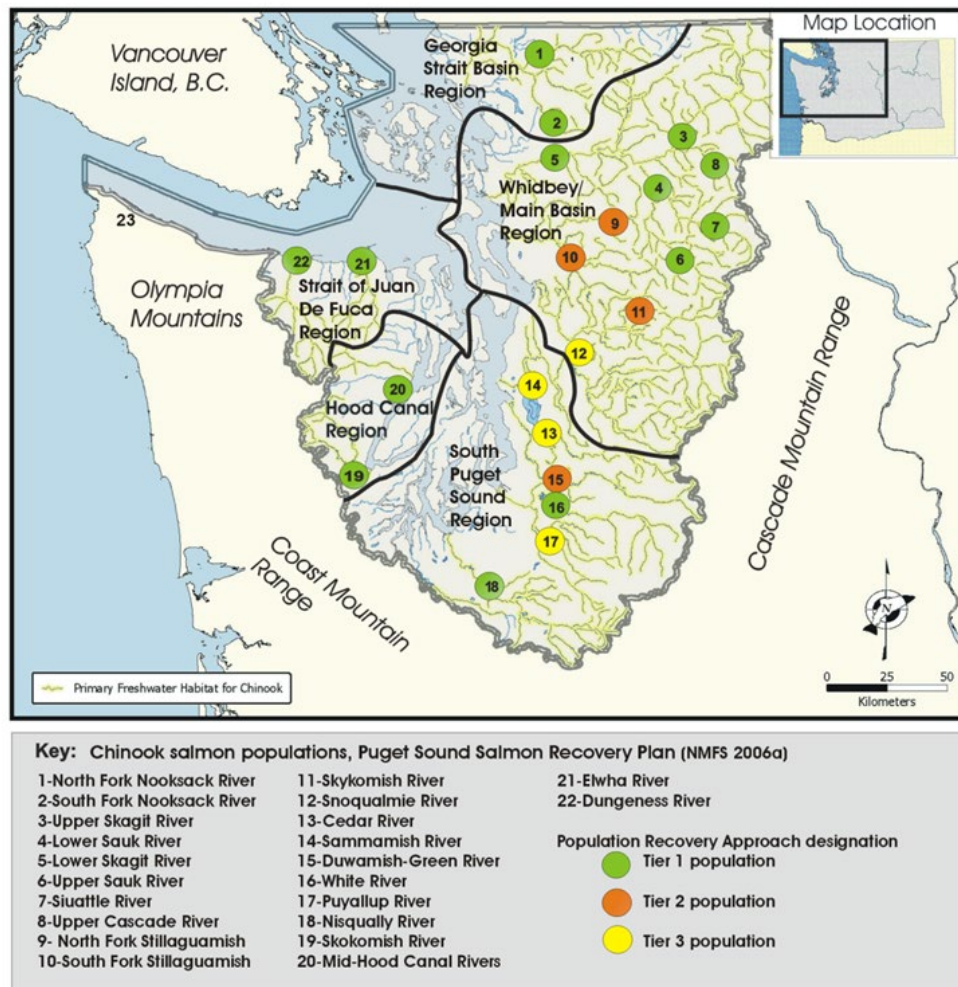 Map Location
Vancouver
Island, B.C.
Georgia
Strait Basin
Region
1
2
3
5
8
4
Whidbey/
Main Basin
Region
9
7
23
10
6
22
21
Olympia
Mountains
Strait of Juan
De Fuca
Region
11
12
14
20
Hood Canal
Region
13
Cascade Mountain Range
South
Puget
Sound
Region
19
15
16
17
Coast Mountain
Range
18
N
Primary Freshwater Habitat for Chinook
0 25 50
Kilometers
Key: Chinook salmon populations, Puget Sound Salmon Recovery Plan (NMFS 2006a)
1-North Fork Nooksack River
2-South Fork Nooksack River
3-Upper Skagit River
4-Lower Sauk River
5-Lower Skagit River
6-Upper Sauk River
7-Siuattle River
8-Upper Cascade River
9- North Fork Stillaguamish
10-South Fork Stillaguamish
11-Skykomish River
12-Snoqualmie River
13-Cedar River
14-Sammamish River
15-Duwamish-Green River
16-White River
17-Puyallup River
18-Nisqually River
19-Skokomish River
20-Mid-Hood Canal Rivers
21-Elwha River
22-Dungeness River
Population Recovery Approach designation
Tier 1 population
Tier 2 population
Tier 3 population